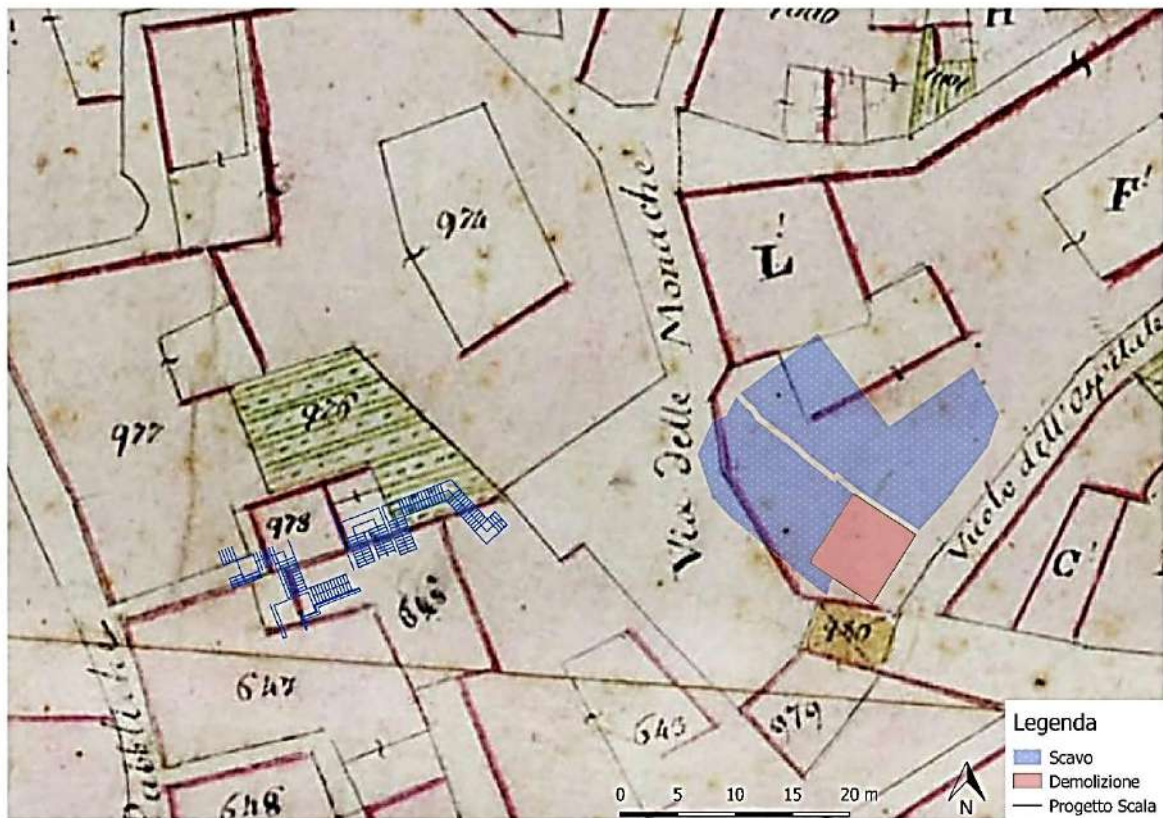 H
974
L!
F!
Via delle Monache
Vicolo dell'Ospitale
977
978
C!
645
980
647
643
979
648
Legenda
Scavo
Demolizione
Progetto Scala
0 5 10 15 20 m
N